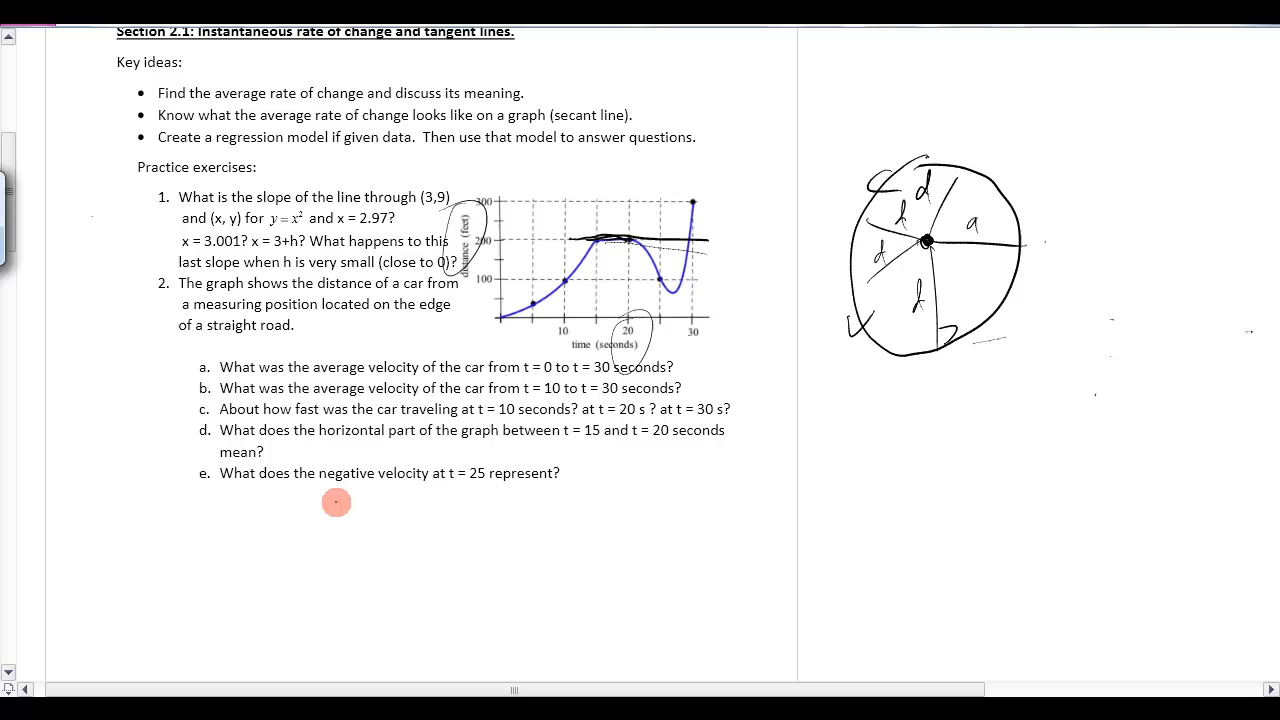 Section 2.1: Instantaneous rate of change and tangent lines.
Key ideas:
• Find the average rate of change and discuss its meaning.
• Know what the average rate of change looks like on a graph (secant line).
• Create a regression model if given data. Then use that model to answer questions.
Practice exercises:
1. What is the slope of the line through (3,9)
and (x, y) for y = x² and x = 2.97?
x = 3.001? x = 3+h? What happens to this
last slope when h is very small (close to 0)?
2. The graph shows the distance of a car from
a measuring position located on the edge
of a straight road.
300
200
100
distance (feet)
10 20 30
time (seconds)
a. What was the average velocity of the car from t = 0 to t = 30 seconds?
b. What was the average velocity of the car from t = 10 to t = 30 seconds?
c. About how fast was the car traveling at t = 10 seconds? at t = 20 s ? at t = 30 s?
d. What does the horizontal part of the graph between t = 15 and t = 20 seconds
mean?
e. What does the negative velocity at t = 25 represent?
d
a
d